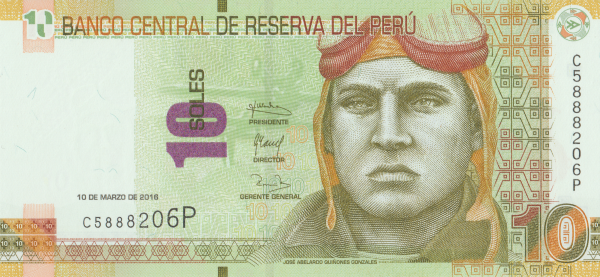 10 BANCO CENTRAL DE RESERVA DEL PERÚ
10 SOLES
PRESIDENTE
DIRECTOR
GERENTE GENERAL
10 DE MARZO DE 2016
C5888206P
C5888206P
JOSÉ ABELARDO QUIÑONES GONZALES
10